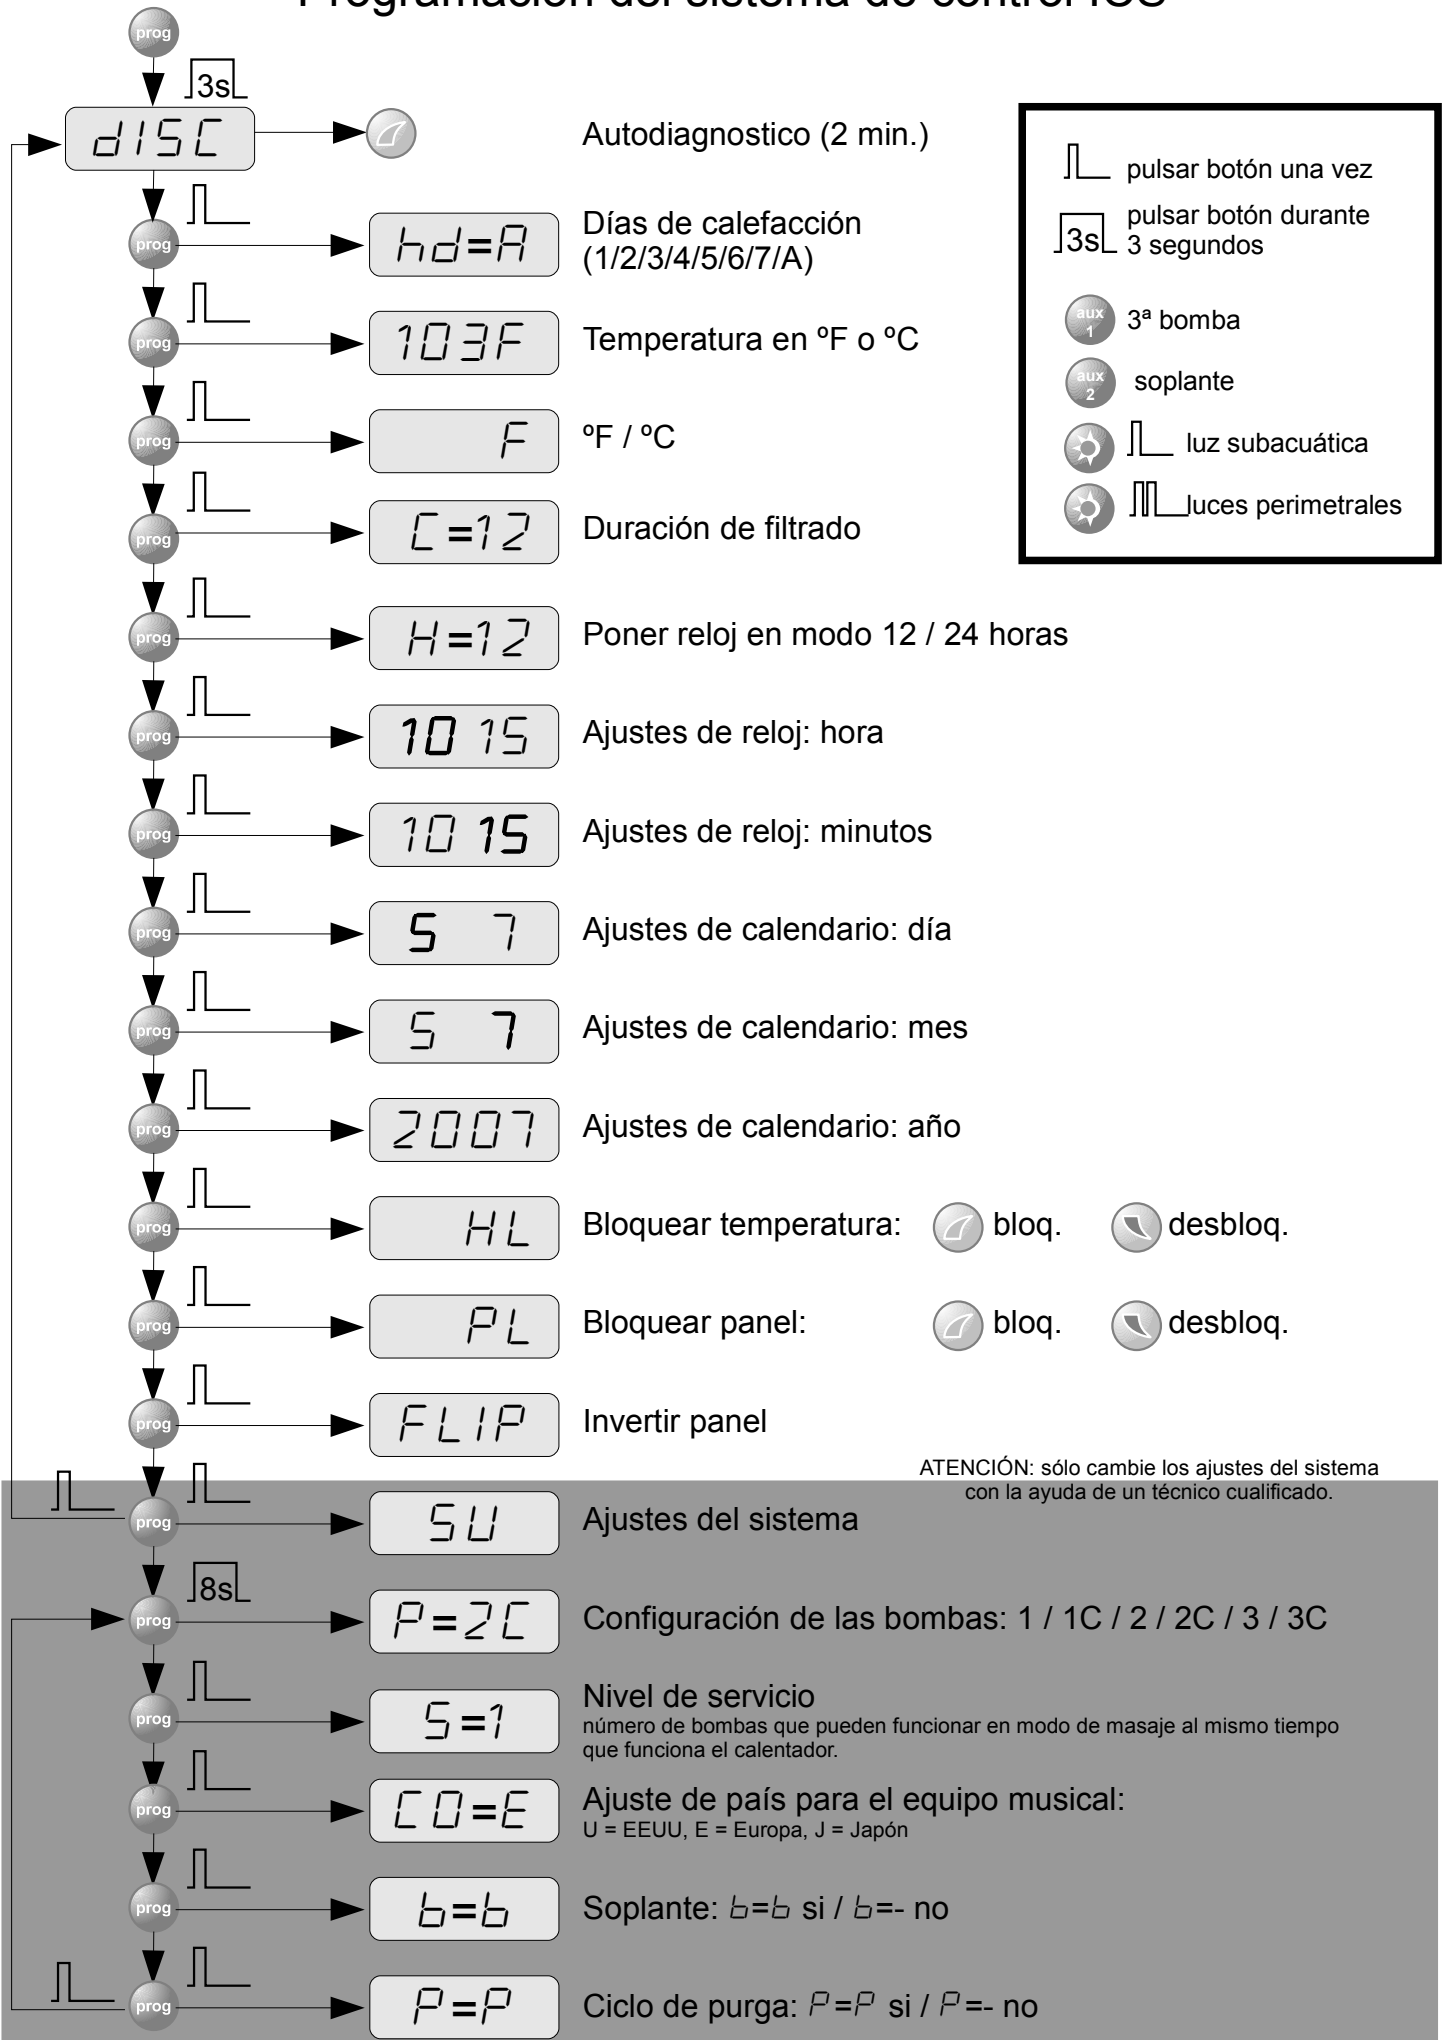 Programación del sistema de control IOS
prog
3s
dISC
Autodiagnostico (2 min.)
pulsar botón una vez
3s
pulsar botón durante
3 segundos
aux
1
3ª bomba
aux
2
soplante
luz subacuática
luces perimetrales
prog
hd=A
Días de calefacción
(1/2/3/4/5/6/7/A)
prog
103F
Temperatura en ºF o ºC
prog
F
ºF / ºC
prog
C=12
Duración de filtrado
prog
H=12
Poner reloj en modo 12 / 24 horas
prog
10 15
Ajustes de reloj: hora
prog
10 15
Ajustes de reloj: minutos
prog
5 7
Ajustes de calendario: día
prog
5 7
Ajustes de calendario: mes
prog
2007
Ajustes de calendario: año
prog
HL
Bloquear temperatura: bloq. desbloq.
prog
PL
Bloquear panel: bloq. desbloq.
prog
FLIP
Invertir panel
ATENCIÓN: sólo cambie los ajustes del sistema
con la ayuda de un técnico cualificado.
prog
SU
Ajustes del sistema
8s
prog
P=2C
Configuración de las bombas: 1 / 1C / 2 / 2C / 3 / 3C
prog
S=1
Nivel de servicio
número de bombas que pueden funcionar en modo de masaje al mismo tiempo
que funciona el calentador.
prog
CO=E
Ajuste de país para el equipo musical:
U = EEUU, E = Europa, J = Japón
prog
b=b
Soplante: b=b si / b=- no
prog
P=P
Ciclo de purga: P=P si / P=- no